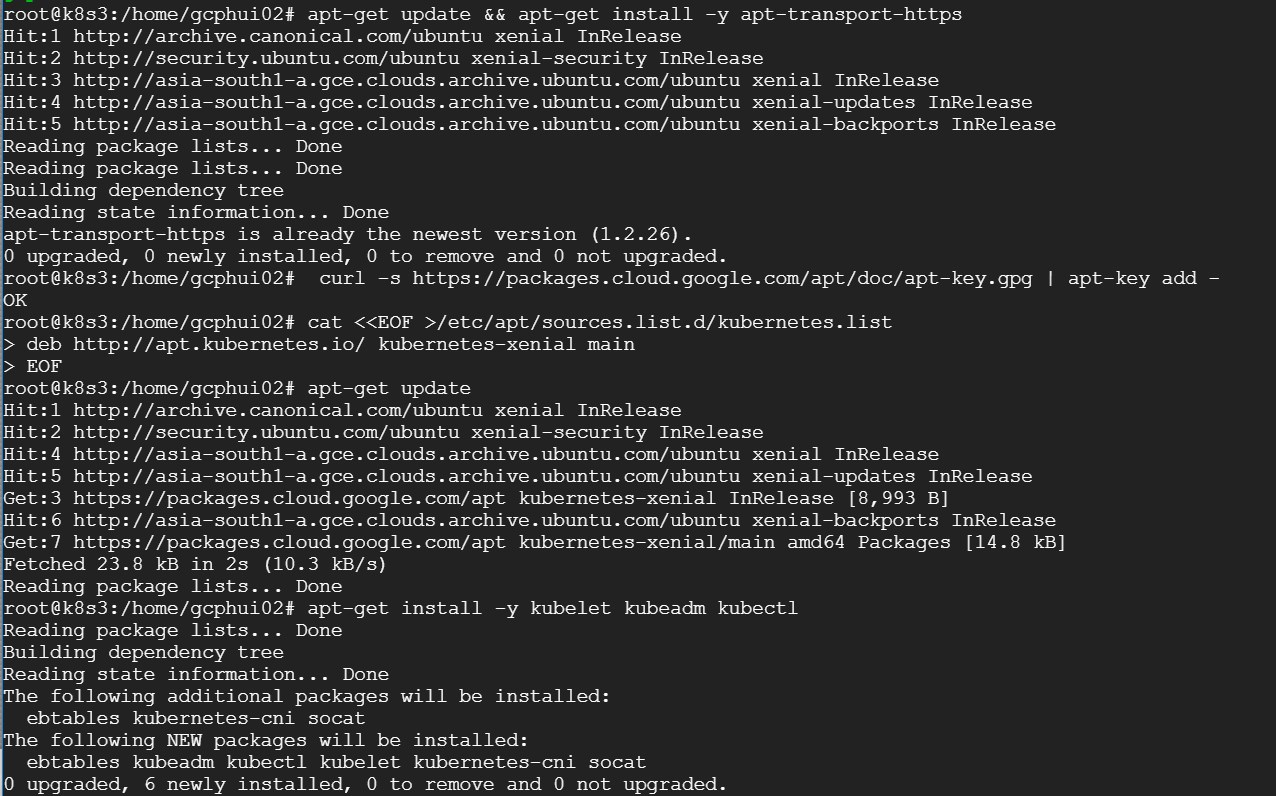 root@k8s3:/home/gcphui02# apt-get update && apt-get install -y apt-transport-https
Hit:1 http://archive.canonical.com/ubuntu xenial InRelease
Hit:2 http://security.ubuntu.com/ubuntu xenial-security InRelease
Hit:3 http://asia-south1-a.gce.clouds.archive.ubuntu.com/ubuntu xenial InRelease
Hit:4 http://asia-south1-a.gce.clouds.archive.ubuntu.com/ubuntu xenial-updates InRelease
Hit:5 http://asia-south1-a.gce.clouds.archive.ubuntu.com/ubuntu xenial-backports InRelease
Reading package lists... Done
Reading package lists... Done
Building dependency tree
Reading state information... Done
apt-transport-https is already the newest version (1.2.26).
0 upgraded, 0 newly installed, 0 to remove and 0 not upgraded.
root@k8s3:/home/gcphui02#  curl -s https://packages.cloud.google.com/apt/doc/apt-key.gpg | apt-key add -
OK
root@k8s3:/home/gcphui02# cat <<EOF >/etc/apt/sources.list.d/kubernetes.list
> deb http://apt.kubernetes.io/ kubernetes-xenial main
> EOF
root@k8s3:/home/gcphui02# apt-get update
Hit:1 http://archive.canonical.com/ubuntu xenial InRelease
Hit:2 http://security.ubuntu.com/ubuntu xenial-security InRelease
Hit:4 http://asia-south1-a.gce.clouds.archive.ubuntu.com/ubuntu xenial InRelease
Hit:5 http://asia-south1-a.gce.clouds.archive.ubuntu.com/ubuntu xenial-updates InRelease
Get:3 https://packages.cloud.google.com/apt kubernetes-xenial InRelease [8,993 B]
Hit:6 http://asia-south1-a.gce.clouds.archive.ubuntu.com/ubuntu xenial-backports InRelease
Get:7 https://packages.cloud.google.com/apt kubernetes-xenial/main amd64 Packages [14.8 kB]
Fetched 23.8 kB in 2s (10.3 kB/s)
Reading package lists... Done
root@k8s3:/home/gcphui02# apt-get install -y kubelet kubeadm kubectl
Reading package lists... Done
Building dependency tree
Reading state information... Done
The following additional packages will be installed:
  ebtables kubernetes-cni socat
The following NEW packages will be installed:
  ebtables kubeadm kubectl kubelet kubernetes-cni socat
0 upgraded, 6 newly installed, 0 to remove and 0 not upgraded.